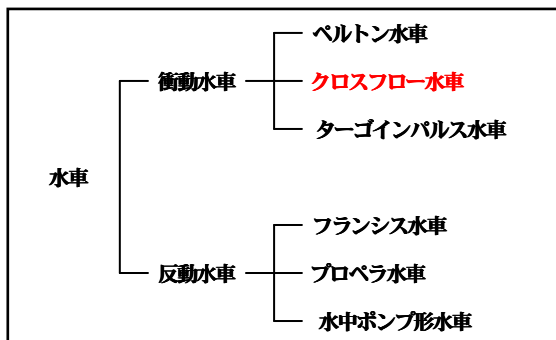 ペルトン水車
衝動水車
クロスフロー水車
ターゴインパルス水車
水車
フランシス水車
反動水車
プロペラ水車
水中ポンプ形水車